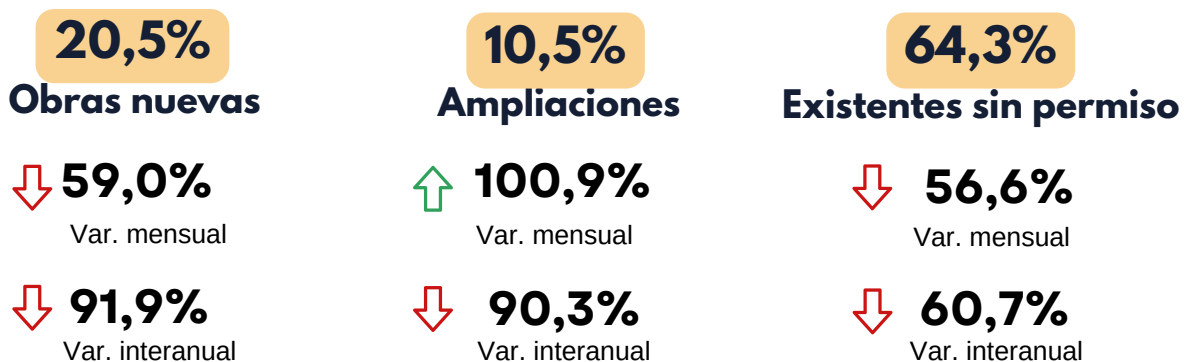 20,5%
Obras nuevas
59,0%
Var. mensual
91,9%
Var. interanual
10,5%
Ampliaciones
100,9%
Var. mensual
90,3%
Var. interanual
64,3%
Existentes sin permiso
56,6%
Var. mensual
60,7%
Var. interanual